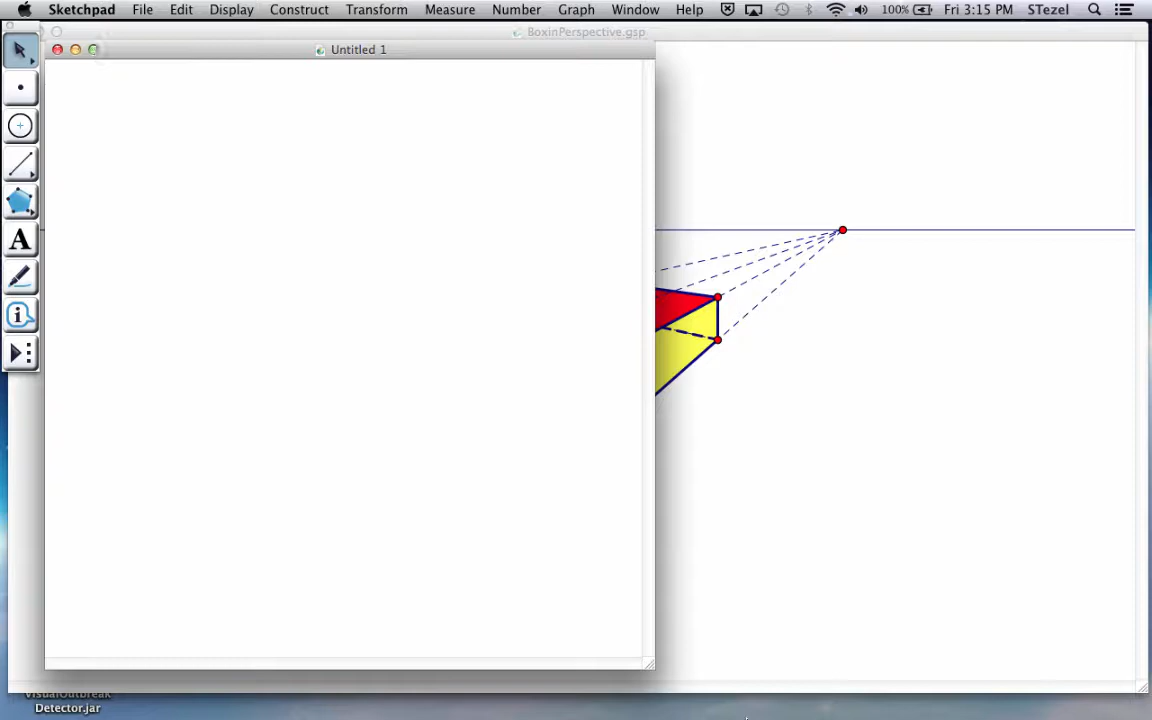 Sketchpad File Edit Display Construct Transform Measure Number Graph Window Help 100% Fri 3:15 PM STezel
BoxinPerspective.gsp
Untitled 1
A
VisualOutbreak
Detector.jar